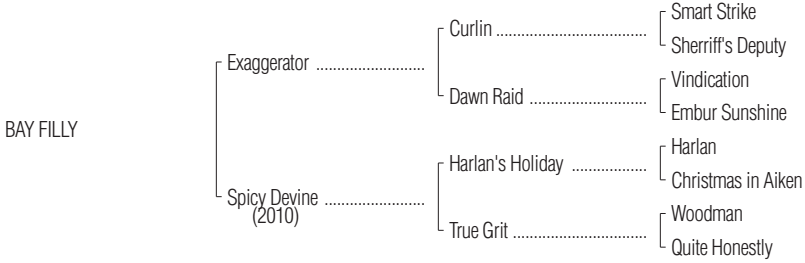 Smart Strike
Curlin ....................................
Sherriff's Deputy
Exaggerator ..........................
Vindication
Dawn Raid ............................
Embur Sunshine
BAY FILLY
Harlan
Harlan's Holiday ..................
Christmas in Aiken
Spicy Devine ........................
(2010)
Woodman
True Grit ................................
Quite Honestly